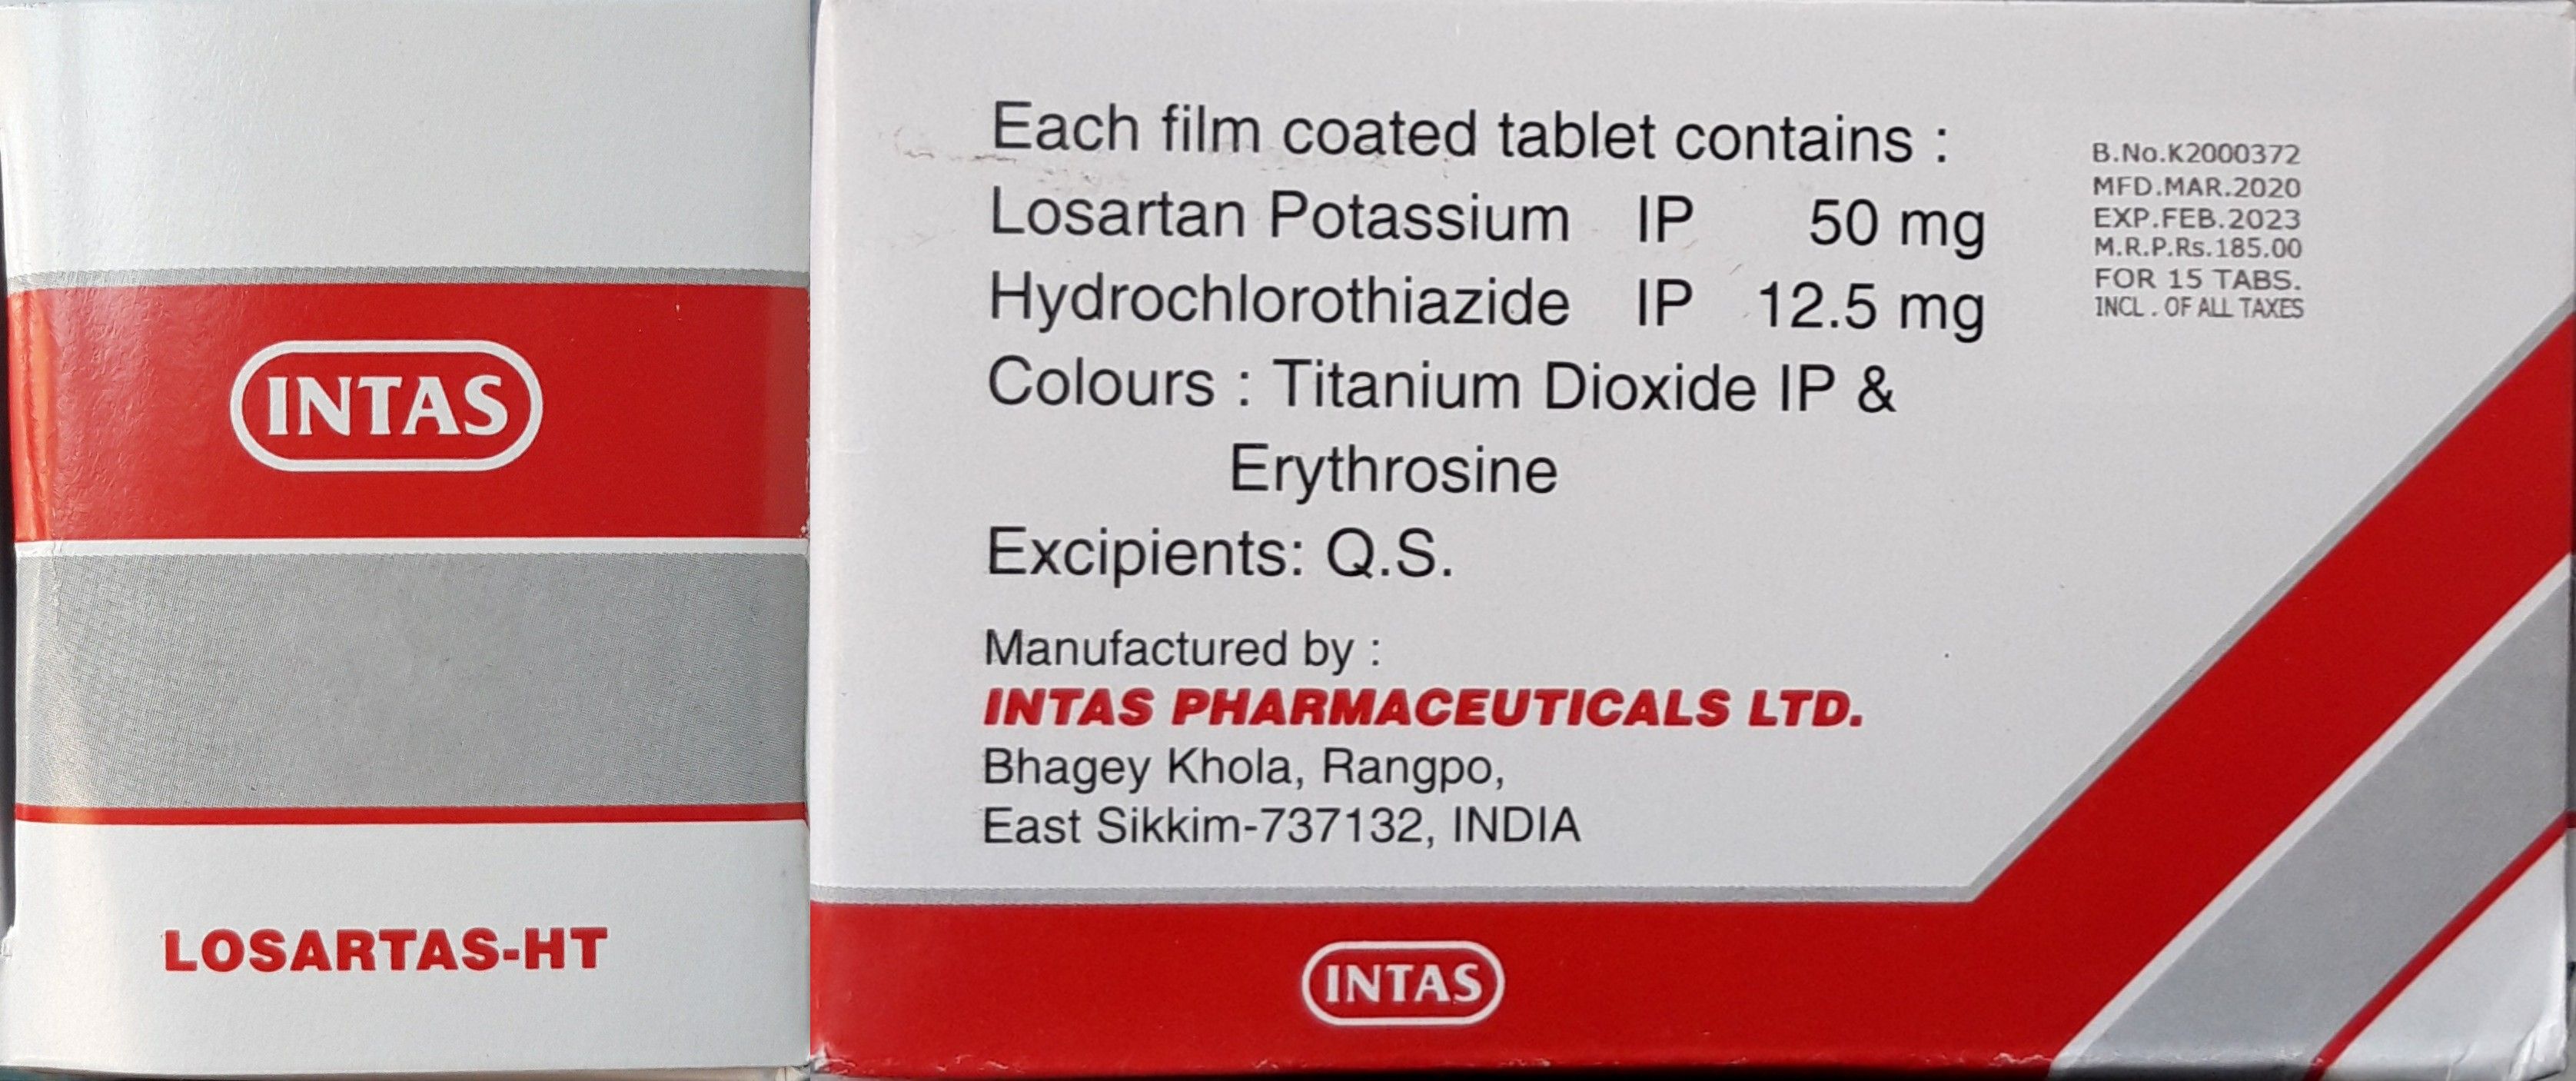 INTAS
LOSARTAS-HT
Each film coated tablet contains :
Losartan Potassium IP 50 mg
Hydrochlorothiazide IP 12.5 mg
Colours : Titanium Dioxide IP &
Erythrosine
Excipients: Q.S.
Manufactured by :
INTAS PHARMACEUTICALS LTD.
Bhagey Khola, Rangpo,
East Sikkim-737132, INDIA
INTAS
B.No.K2000372
MFD.MAR.2020
EXP.FEB.2023
M.R.P.Rs.185.00
FOR 15 TABS.
INCL . OF ALL TAXES